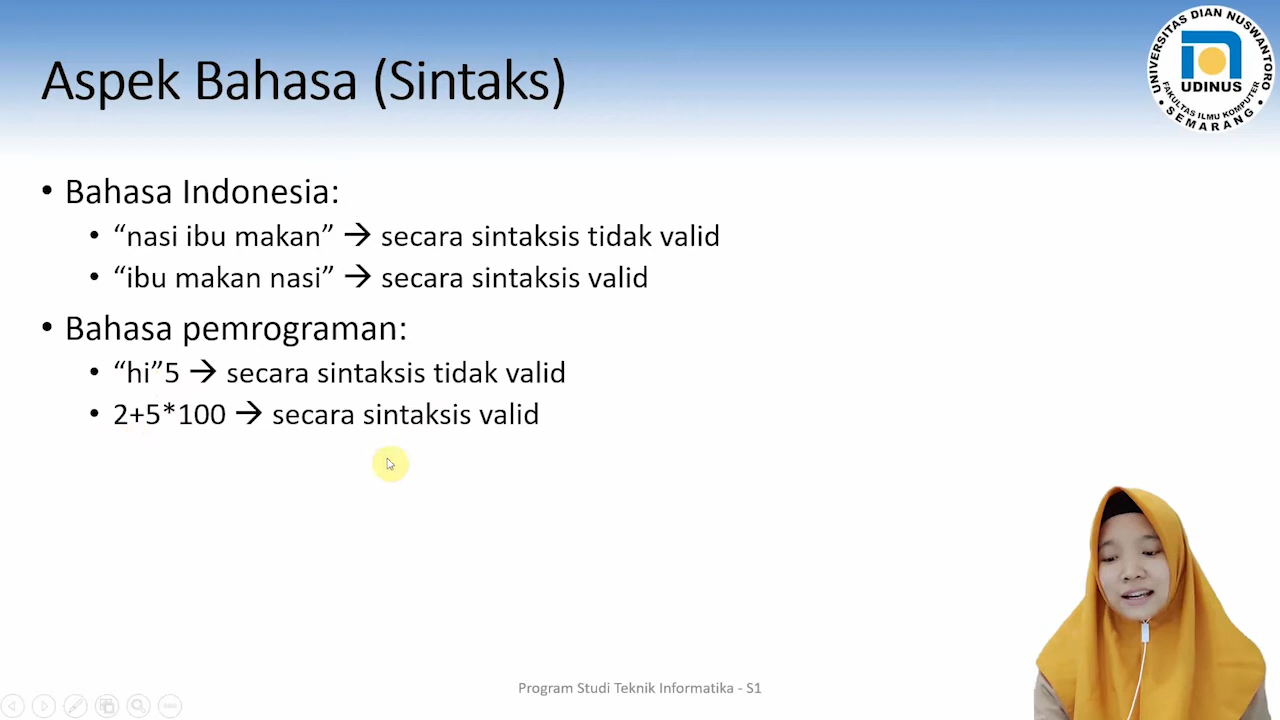 Aspek Bahasa (Sintaks)
UNIVERSITAS DIAN NUSWANTORO
UDINUS
FAKULTAS ILMU KOMPUTER
• SEMARANG •
• Bahasa Indonesia:
• “nasi ibu makan” → secara sintaksis tidak valid
• “ibu makan nasi” → secara sintaksis valid
• Bahasa pemrograman:
• “hi”5 → secara sintaksis tidak valid
• 2+5*100 → secara sintaksis valid
Program Studi Teknik Informatika - S1